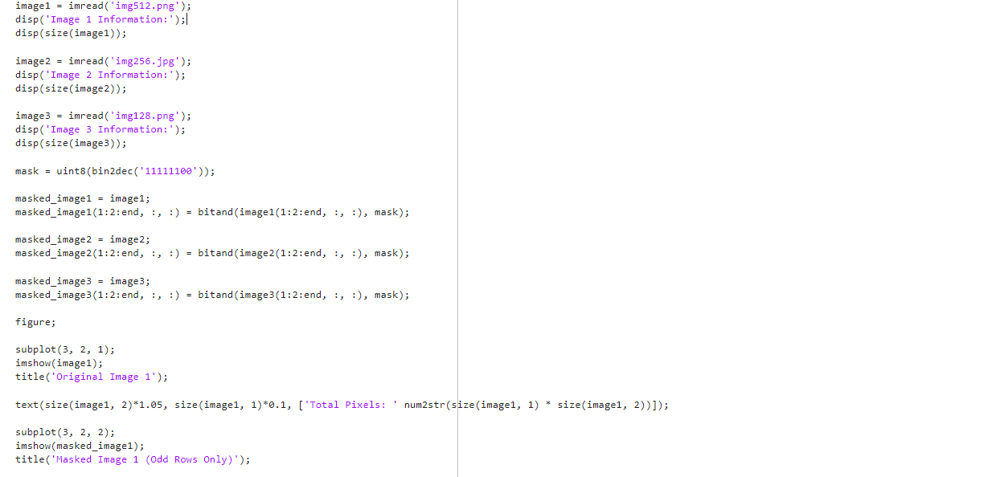 image1 = imread('img512.png');
disp('Image 1 Information:');
disp(size(image1));
image2 = imread('img256.jpg');
disp('Image 2 Information:');
disp(size(image2));
image3 = imread('img128.png');
disp('Image 3 Information:');
disp(size(image3));
mask = uint8(bin2dec('11111100'));
masked_image1 = image1;
masked_image1(1:2:end, :, :) = bitand(image1(1:2:end, :, :), mask);
masked_image2 = image2;
masked_image2(1:2:end, :, :) = bitand(image2(1:2:end, :, :), mask);
masked_image3 = image3;
masked_image3(1:2:end, :, :) = bitand(image3(1:2:end, :, :), mask);
figure;
subplot(3, 2, 1);
imshow(image1);
title('Original Image 1');
text(size(image1, 2)*1.05, size(image1, 1)*0.1, ['Total Pixels: ' num2str(size(image1, 1) * size(image1, 2))]);
subplot(3, 2, 2);
imshow(masked_image1);
title('Masked Image 1 (Odd Rows Only)');